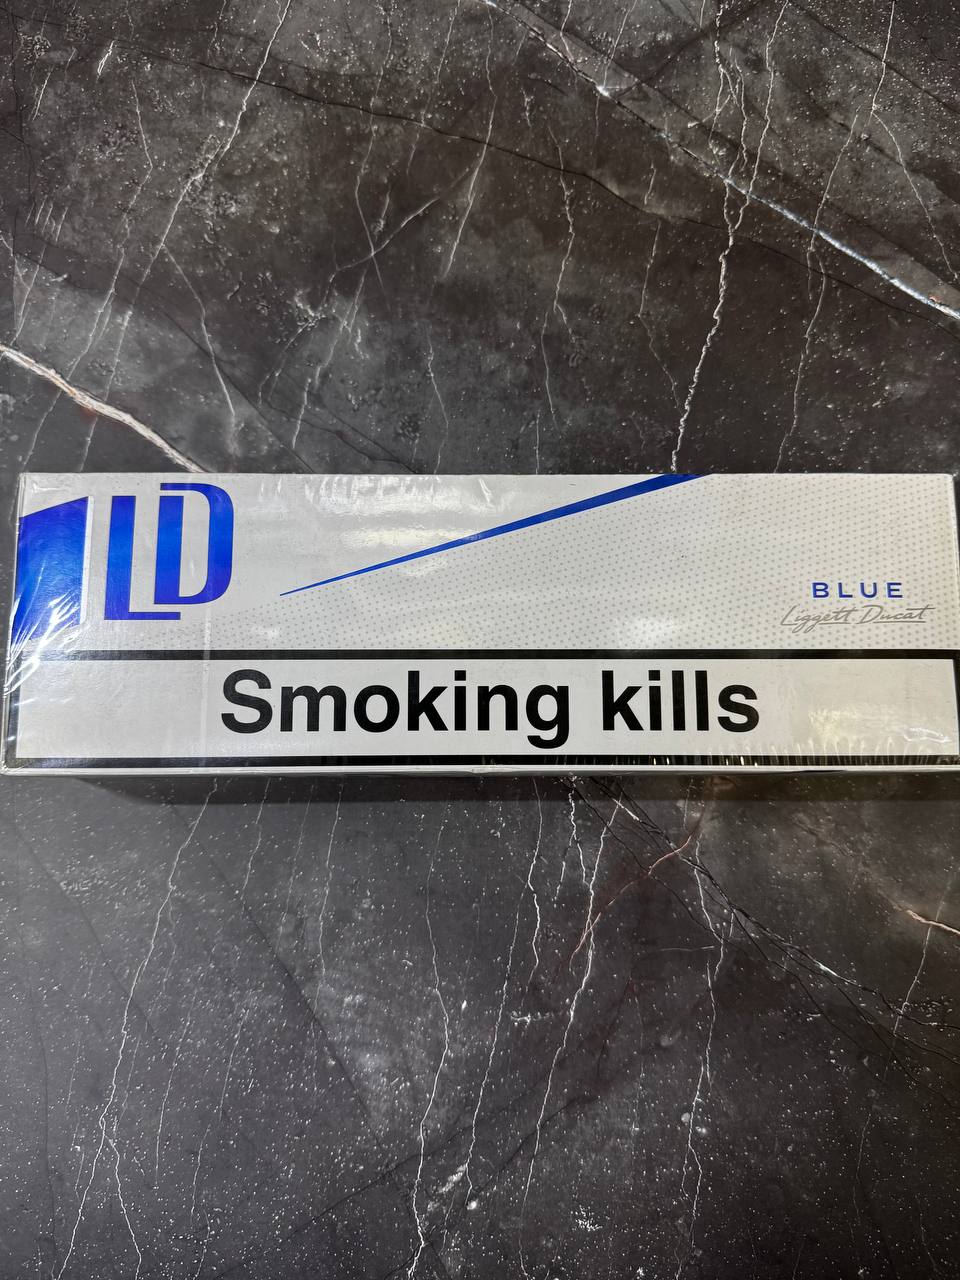 LD
BLUE
Liggett Ducat
Smoking kills